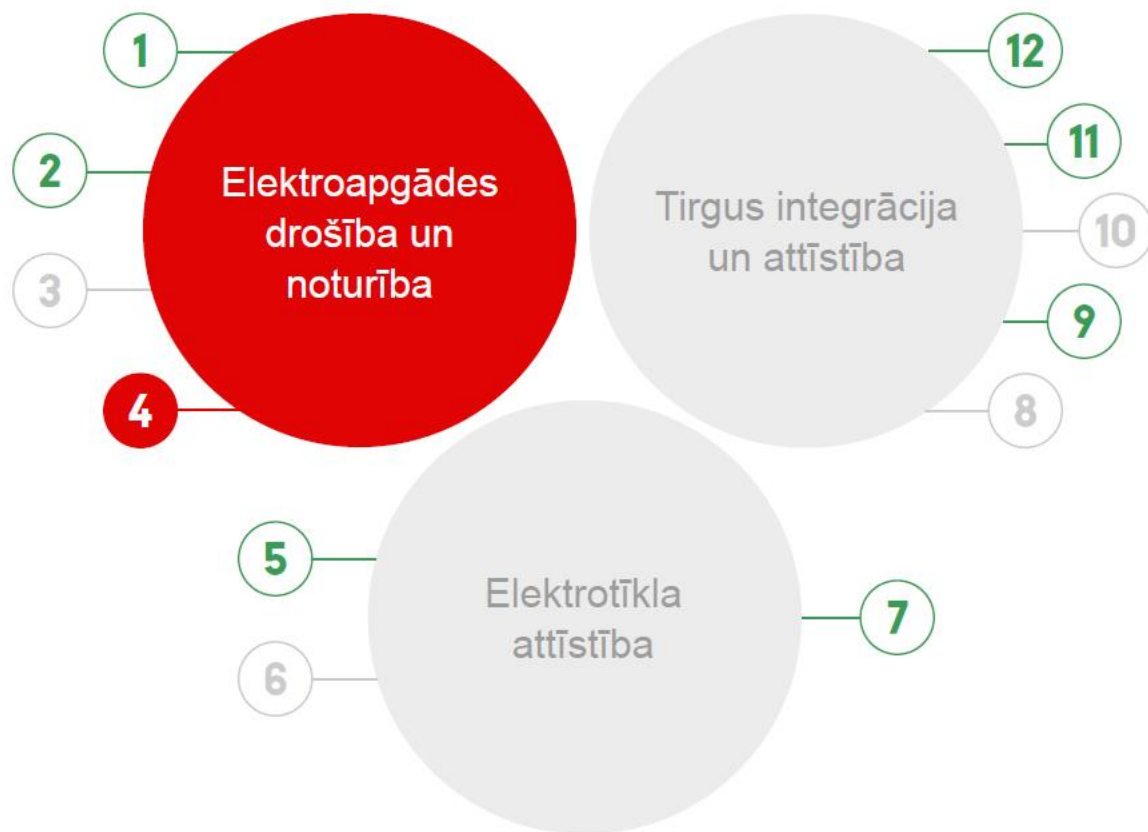 1
2
3
4
Elektroapgādes
drošība un
noturība
12
11
10
9
8
Tirgus integrācija
un attīstība
5
6
7
Elektrotīkla
attīstība